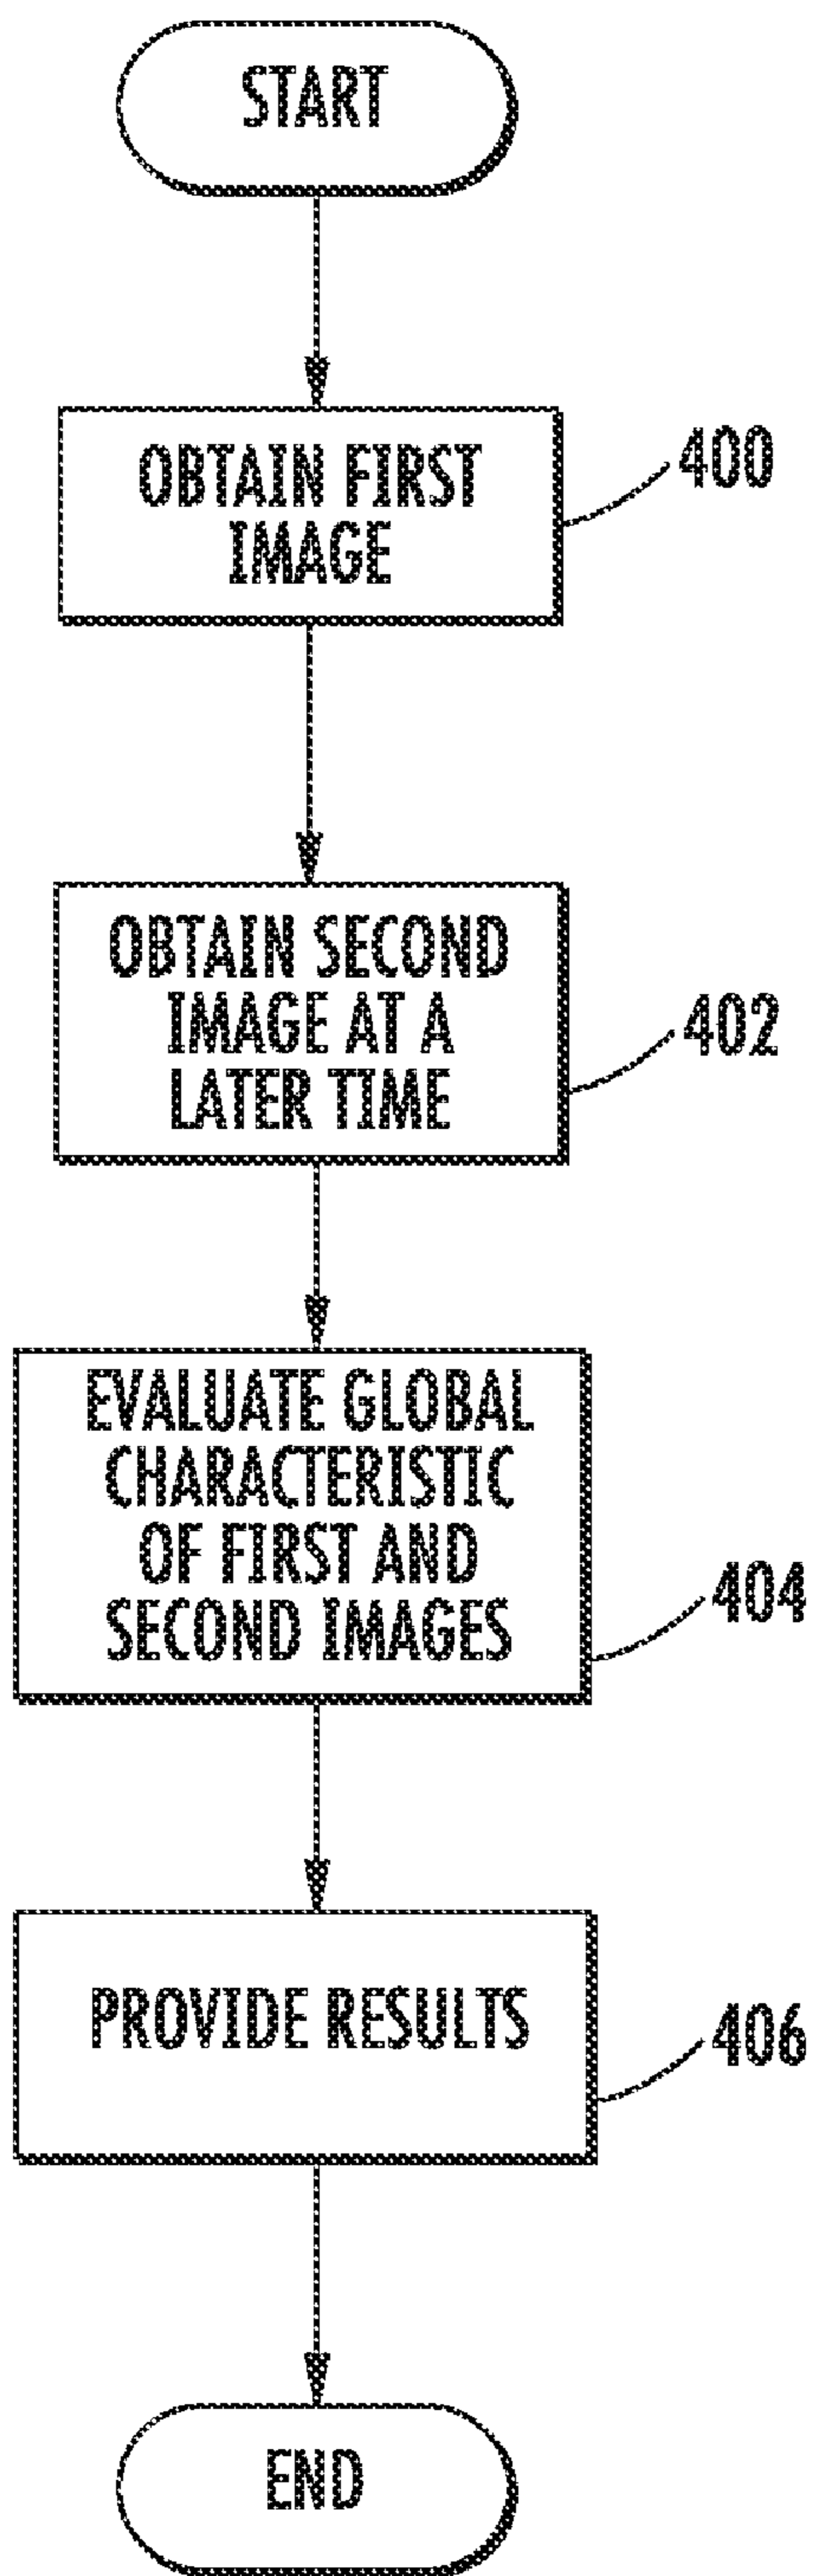 START
OBTAIN FIRST
IMAGE
400
OBTAIN SECOND
IMAGE AT A
LATER TIME
402
EVALUATE GLOBAL
CHARACTERISTIC
OF FIRST AND
SECOND IMAGES
404
PROVIDE RESULTS
406
END